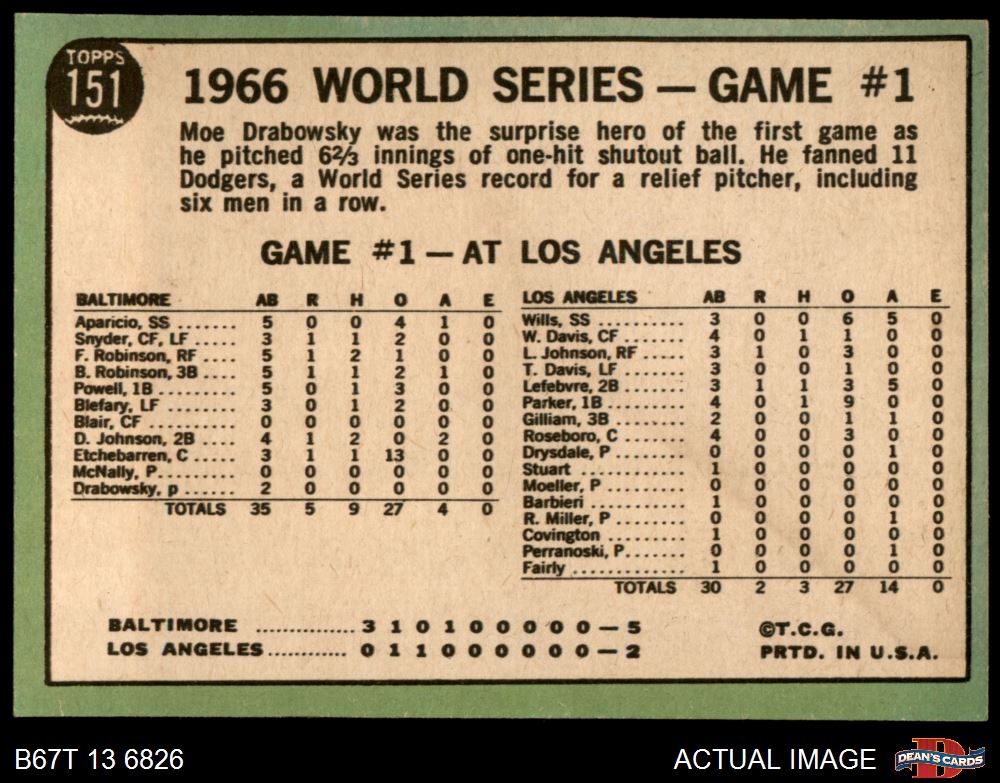 TOPPS
151
1966 WORLD SERIES — GAME #1
Moe Drabowsky was the surprise hero of the first game as
he pitched 6⅔ innings of one-hit shutout ball. He fanned 11
Dodgers, a World Series record for a relief pitcher, including
six men in a row.
GAME #1 — AT LOS ANGELES
BALTIMORE AB R H O A E
Aparicio, SS ....... 5 0 0 4 1 0
Snyder, CF, LF ..... 3 1 1 2 0 0
F. Robinson, RF .... 5 1 2 1 0 0
B. Robinson, 3B .... 5 1 1 2 1 0
Powell, 1B ......... 5 0 1 3 0 0
Blefary, LF ........ 3 0 1 2 0 0
Blair, CF .......... 0 0 0 0 0 0
D. Johnson, 2B .... 4 1 2 0 2 0
Etchebarren, C ..... 3 1 1 13 0 0
McNally, P.......... 0 0 0 0 0 0
Drabowsky, p ...... 2 0 0 0 0 0
TOTALS 35 5 9 27 4 0
LOS ANGELES AB R H O A E
Wills, SS ........... 3 0 0 6 5 0
W. Davis, CF ....... 4 0 1 1 0 0
L. Johnson, RF .... 3 1 0 3 0 0
T. Davis, LF ........ 3 0 0 1 0 0
Lefebvre, 2B ....... 3 1 1 3 5 0
Parker, 1B ......... 4 0 1 9 0 0
Gilliam, 3B ......... 2 0 0 1 1 0
Roseboro, C ........ 4 0 0 3 0 0
Drysdale, P ........ 0 0 0 0 1 0
Stuart ............. 1 0 0 0 0 0
Moeller, P .......... 0 0 0 0 0 0
Barbieri ............ 1 0 0 0 0 0
R. Miller, P ......... 0 0 0 0 1 0
Covington .......... 1 0 0 0 0 0
Perranoski, P....... 0 0 0 0 1 0
Fairly .............. 1 0 0 0 0 0
TOTALS 30 2 3 27 14 0
BALTIMORE .............. 3 1 0 1 0 0 0 0 0 — 5
LOS ANGELES............ 0 1 1 0 0 0 0 0 0 — 2
©T.C.G.
PRTD. IN U.S.A.
B67T 13 6826
ACTUAL IMAGE
D
DEAN'S CARDS